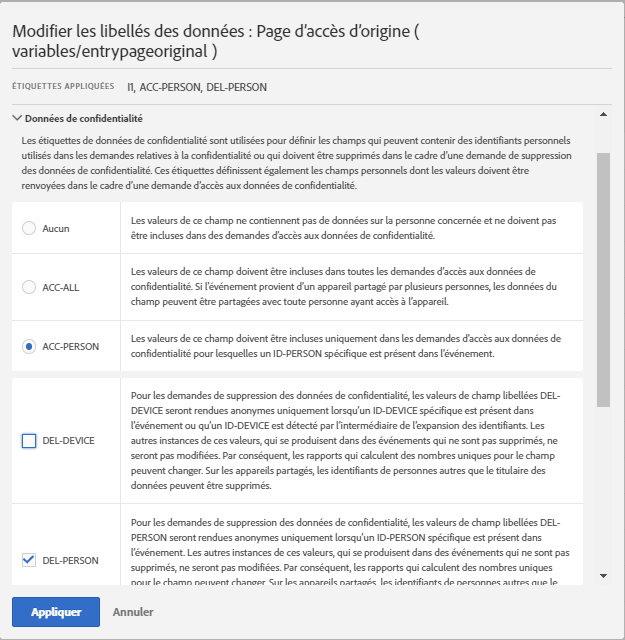 Modifier les libellés des données : Page d’accès d’origine (
variables/entrypageoriginal )
ÉTIQUETTES APPLIQUÉES I1, ACC-PERSON, DEL-PERSON
Données de confidentialité
Les étiquettes de données de confidentialité sont utilisées pour définir les champs qui peuvent contenir des identifiants personnels
utilisés dans les demandes relatives à la confidentialité ou qui doivent être supprimés dans le cadre d’une demande de suppression
des données de confidentialité. Ces étiquettes définissent également les champs personnels dont les valeurs doivent être
renvoyées dans le cadre d’une demande d’accès aux données de confidentialité.
Aucun
Les valeurs de ce champ ne contiennent pas de données sur la personne concernée et ne doivent pas
être incluses dans des demandes d’accès aux données de confidentialité.
ACC-ALL
Les valeurs de ce champ doivent être incluses dans toutes les demandes d’accès aux données de
confidentialité. Si l’événement provient d’un appareil partagé par plusieurs personnes, les données du
champ peuvent être partagées avec toute personne ayant accès à l’appareil.
ACC-PERSON
Les valeurs de ce champ doivent être incluses uniquement dans les demandes d’accès aux données de
confidentialité pour lesquelles un ID-PERSON spécifique est présent dans l’événement.
DEL-DEVICE
Pour les demandes de suppression des données de confidentialité, les valeurs de champ libellées DEL-
DEVICE seront rendues anonymes uniquement lorsqu’un ID-DEVICE spécifique est présent dans
l’événement ou qu’un ID-DEVICE est détecté par l’intermédiaire de l’expansion des identifiants. Les
autres instances de ces valeurs, qui se produisent dans des événements qui ne sont pas supprimés, ne
seront pas modifiées. Par conséquent, les rapports qui calculent des nombres uniques pour le champ
peuvent changer. Sur les appareils partagés, les identifiants de personnes autres que le titulaire des
données peuvent être supprimés.
DEL-PERSON
Pour les demandes de suppression des données de confidentialité, les valeurs de champ libellées DEL-
PERSON seront rendues anonymes uniquement lorsqu’un ID-PERSON spécifique est présent dans
l’événement. Les autres instances de ces valeurs, qui se produisent dans des événements qui ne sont pas
supprimés, ne seront pas modifiées. Par conséquent, les rapports qui calculent des nombres uniques
pour le champ peuvent changer. Sur les appareils partagés, les identifiants de personnes autres que le
Appliquer Annuler